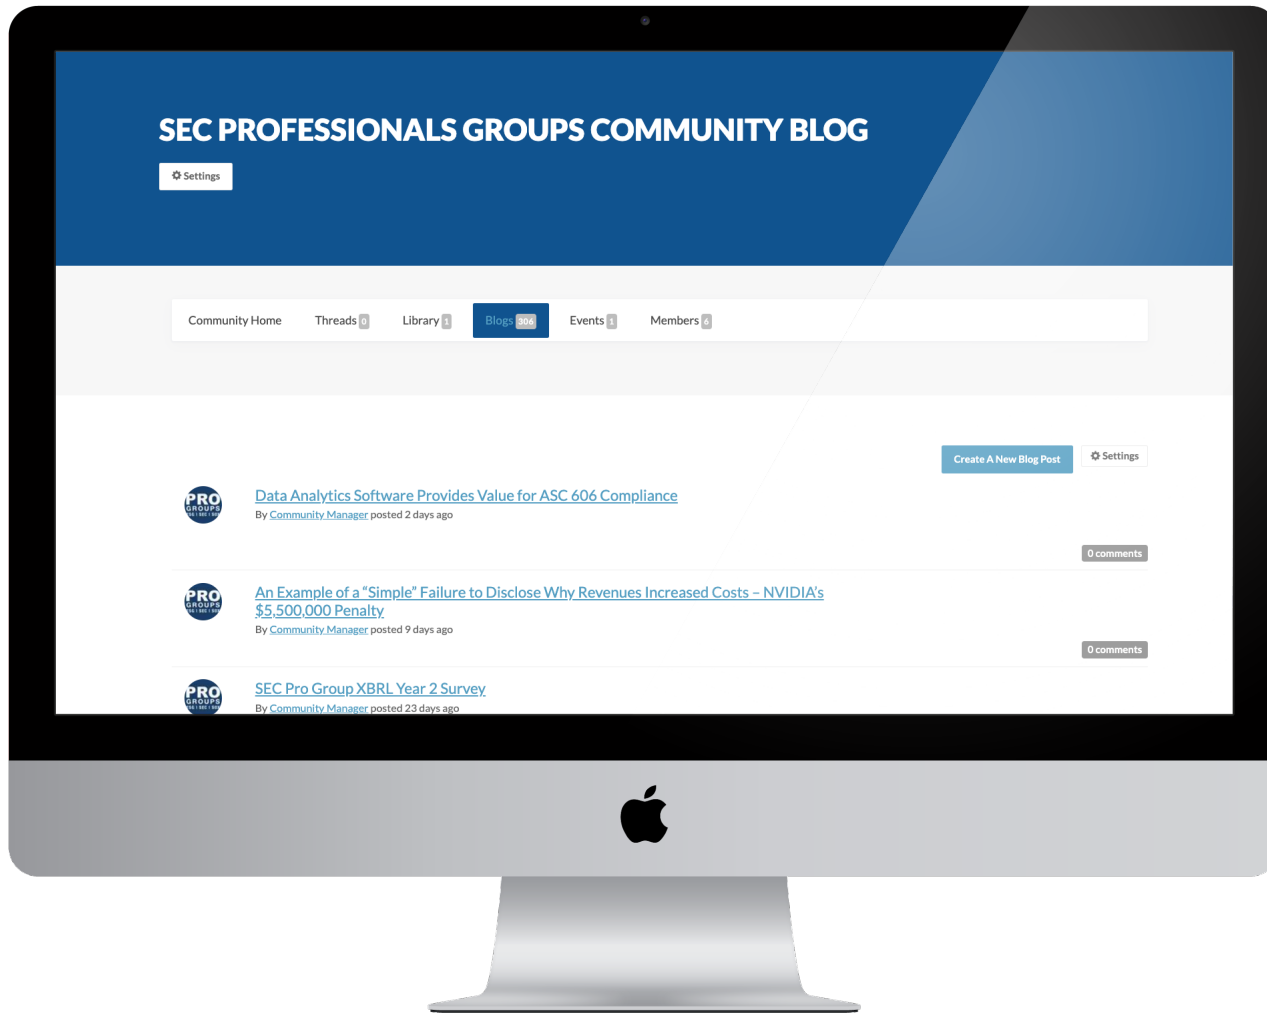 SEC PROFESSIONALS GROUPS COMMUNITY BLOG
Settings
Community Home Threads 0 Library 1 Blogs 306 Events 1 Members 6
Create A New Blog Post Settings
PRO
GROUPS
Data Analytics Software Provides Value for ASC 606 Compliance
By Community Manager posted 2 days ago
0 comments
PRO
GROUPS
An Example of a “Simple” Failure to Disclose Why Revenues Increased Costs – NVIDIA’s
$5,500,000 Penalty
By Community Manager posted 9 days ago
0 comments
PRO
GROUPS
SEC Pro Group XBRL Year 2 Survey
By Community Manager posted 23 days ago